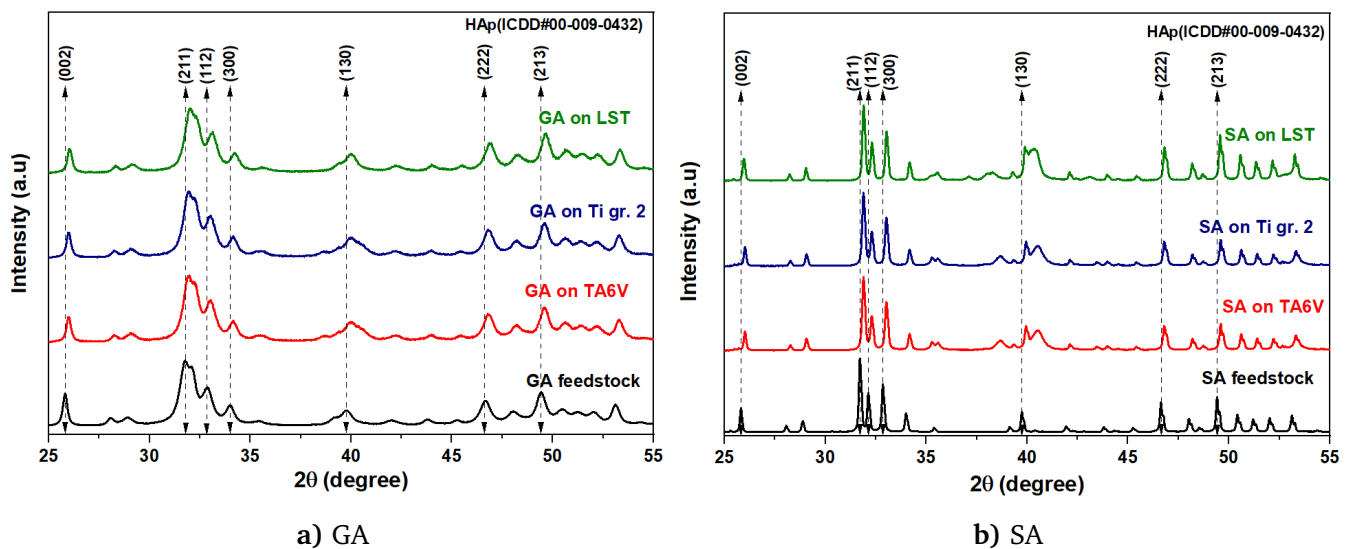 HAp(ICDD#00-009-0432)
(002)
(211)
(112)
(300)
(130)
(222)
(213)
GA on LST
GA on Ti gr. 2
GA on TA6V
GA feedstock
Intensity (a.u)
25 30 35 40 45 50 55
2θ (degree)
a) GA
HAp(ICDD#00-009-0432)
(002)
(211)
(112)
(300)
(130)
(222)
(213)
SA on LST
SA on Ti gr. 2
SA on TA6V
SA feedstock
Intensity (a.u)
25 30 35 40 45 50 55
2θ (degree)
b) SA